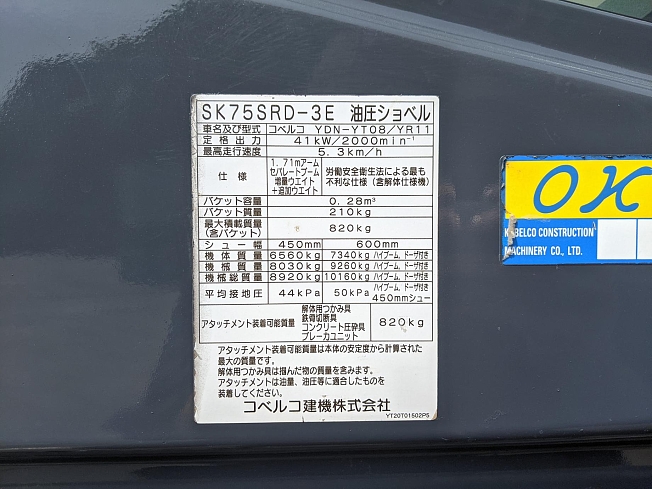 SK75SRD-3E 油圧ショベル
車名及び型式 コベルコ YDN-YT08/YR11
定格出力 41kW/2000min⁻¹
最高走行速度 5.3km/h
仕様 1.71mアーム セパレートブーム 増量ウエイト +追加ウエイト 労働安全衛生法による最も 不利な仕様（含解体仕様機）
バケット容量 0.28m³
バケット質量 210kg
最大積載質量 (含バケット) 820kg
シュー幅 450mm 600mm
機体質量 6560kg 7340kg ハイブーム、ドーザ付き
機械質量 8030kg 9260kg ハイブーム、ドーザ付き
機械総質量 8920kg 10160kg ハイブーム、ドーザ付き
平均接地圧 44kPa 50kPa ハイブーム、ドーザ付き 450mmシュー
アタッチメント装着可能質量 解体用つかみ具 鉄骨切断具 コンクリート圧砕具 ブレーカユニット 820kg
アタッチメント装着可能質量は本体の安定度から計算された
最大の質量です。
解体用つかみ具は掴んだ物の質量を含みます。
アタッチメントは油量、油圧等に適合したものを
装着してください。
コベルコ建機株式会社
YT20T01502P5
OK
KOBELCO CONSTRUCTION
MACHINERY CO., LTD.